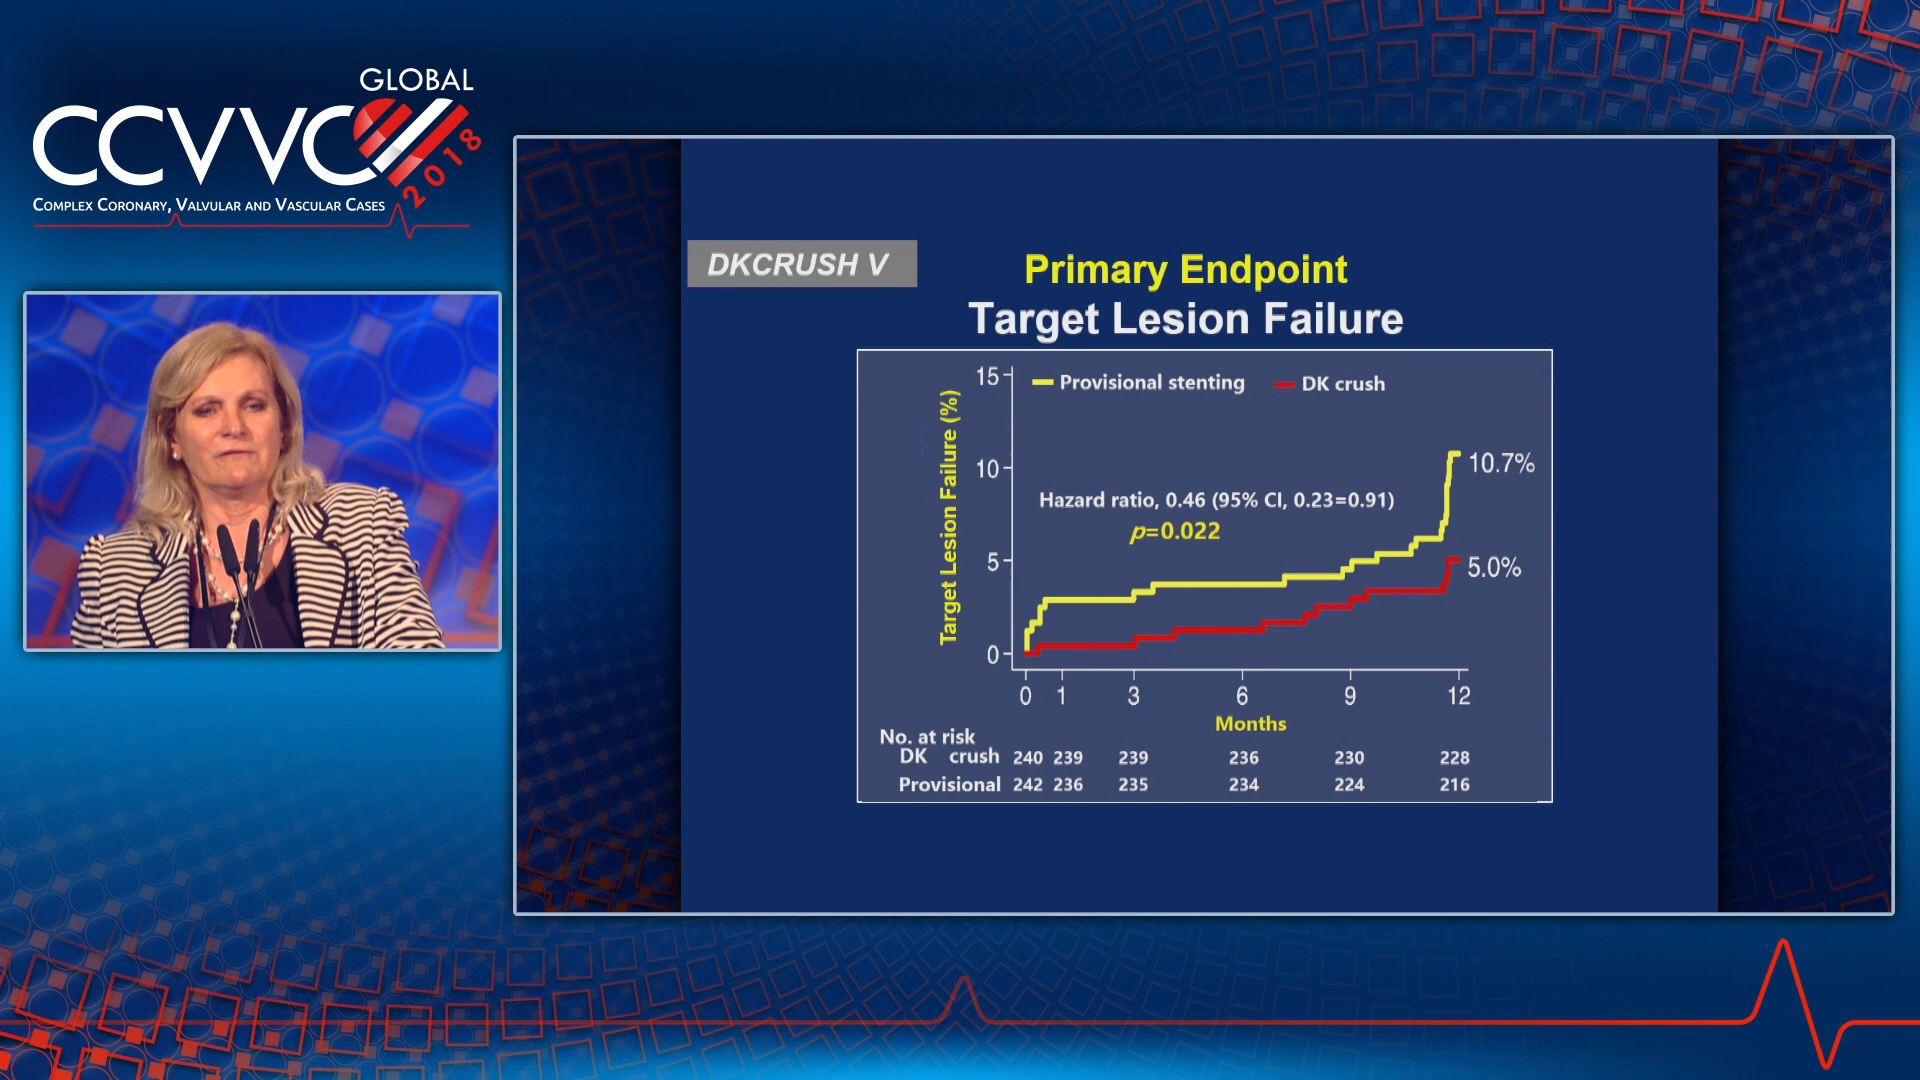 GLOBAL
CCVVC
2018
COMPLEX CORONARY, VALVULAR AND VASCULAR CASES
DKCRUSH V
Primary Endpoint
Target Lesion Failure
Provisional stenting
DK crush
Target Lesion Failure (%)
15
10
5
0
10.7%
Hazard ratio, 0.46 (95% CI, 0.23=0.91)
p=0.022
5.0%
0 1 3 6 9 12
Months
No. at risk
DK crush 240 239 239 236 230 228
Provisional 242 236 235 234 224 216